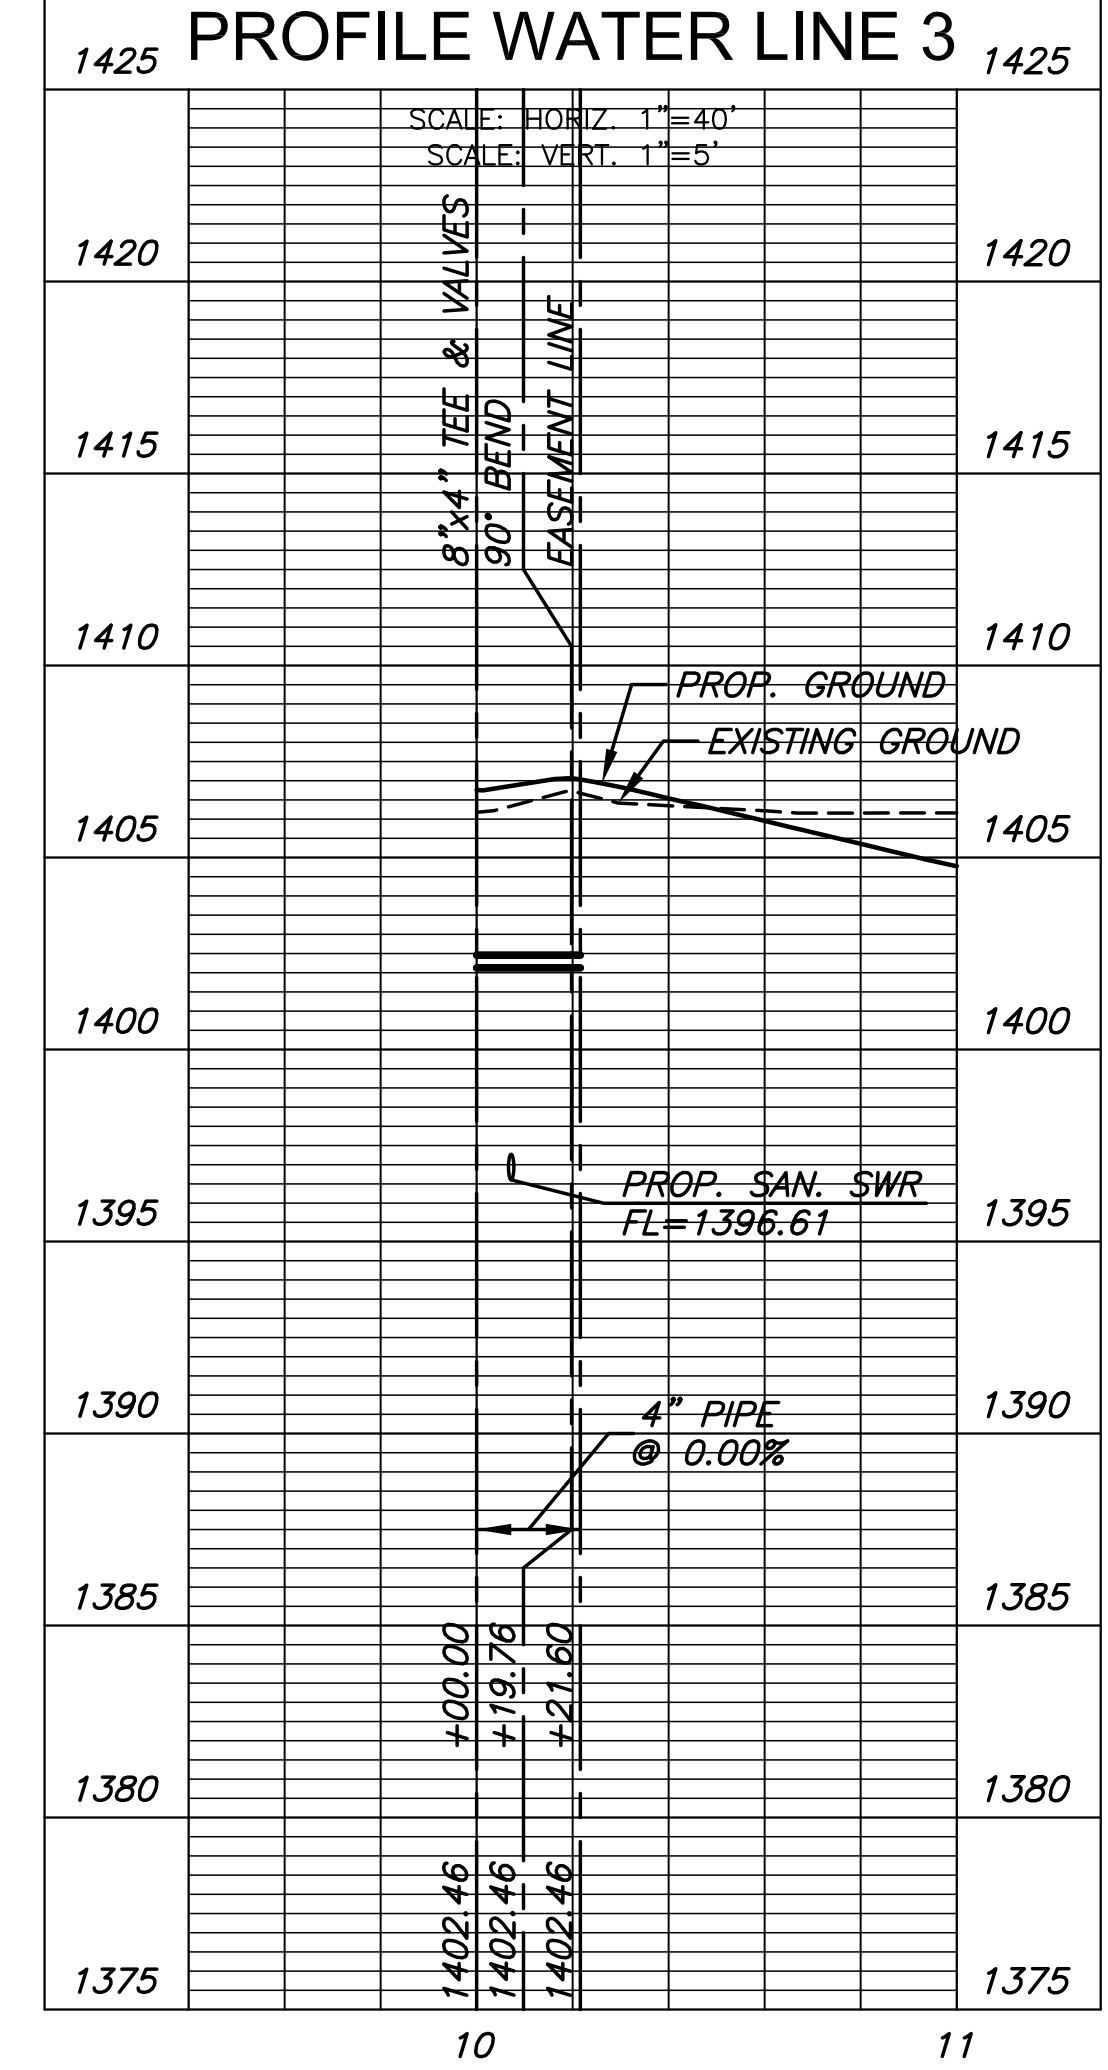 PROFILE WATER LINE 3
1425 1425
SCALE: HORIZ. 1"=40'
SCALE: VERT. 1"=5'
1420 1420
8"x4" TEE & VALVES
90° BEND
EASEMENT LINE
1415 1415
1410 1410
PROP. GROUND
EXISTING GROUND
1405 1405
1400 1400
PROP. SAN. SWR
FL=1396.61
1395 1395
1390 1390
4" PIPE
@ 0.00%
1385 1385
+00.00
+19.76
+21.60
1380 1380
1402.46
1402.46
1402.46
1375 1375
10 11